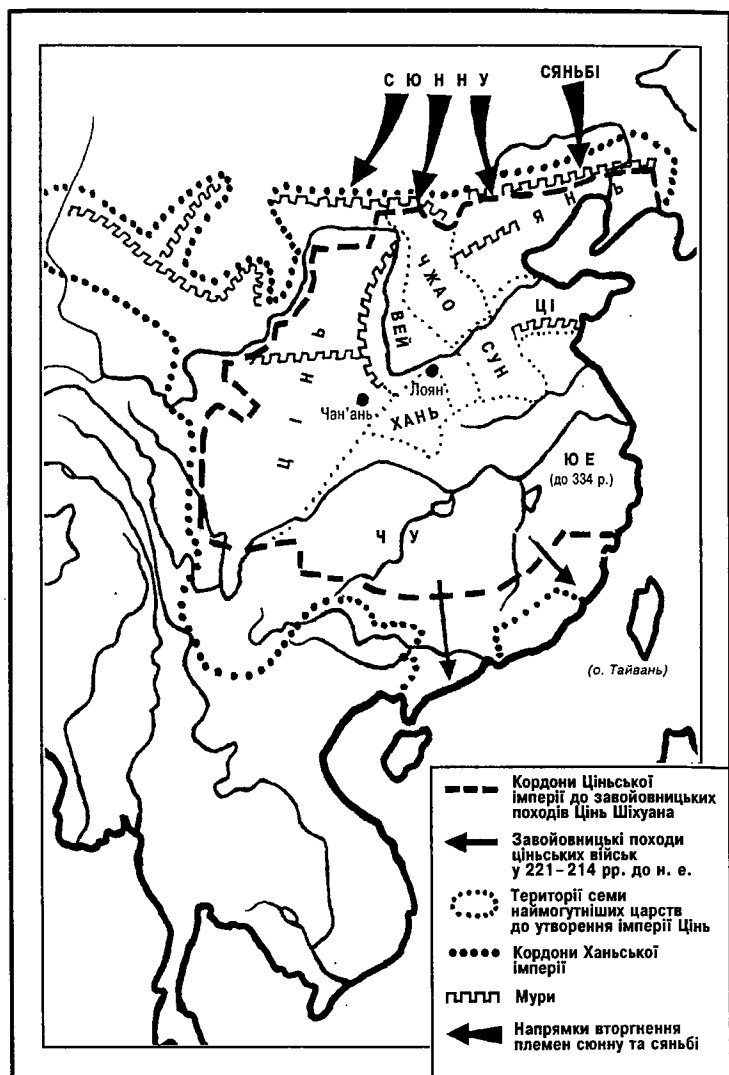 СЮННУ
СЯНЬБІ
ЯНЬ
ЧЖАО
ВЕЙ
ЦІ
СУН
ЦІНЬ
Лоян
Чан'ань
ХАНЬ
ЮЕ
(до 334 р.)
ЧУ
(о. Тайвань)
Кордони Ціньської
імперії до завойовницьких
походів Цінь Шіхуана
Завойовницькі походи
ціньських військ
у 221–214 рр. до н. е.
Території семи
наймогутніших царств
до утворення імперії Цінь
Кордони Ханьської
імперії
Мури
Напрямки вторгнення
племен сюнну та сяньбі